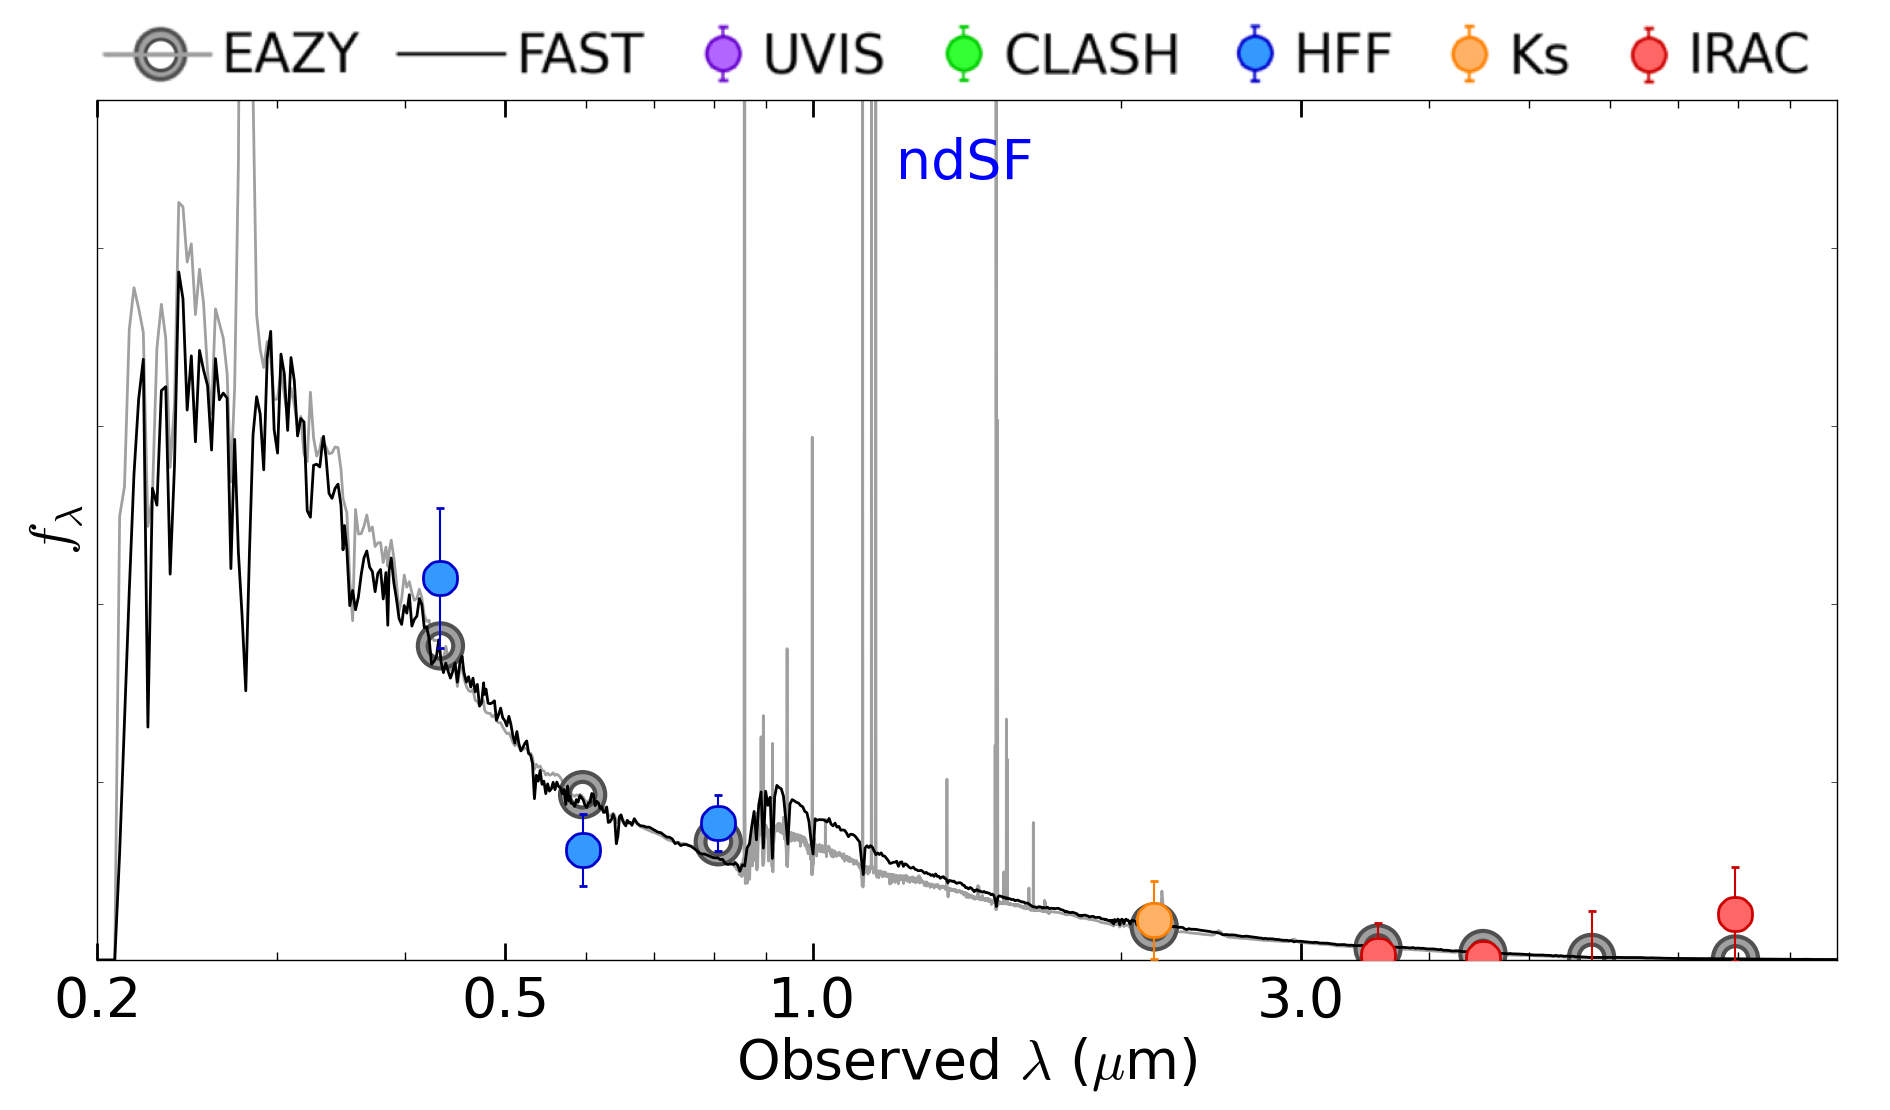 EAZY FAST UVIS CLASH HFF Ks IRAC
ndSF
f_λ
0.2 0.5 1.0 3.0
Observed λ (μm)